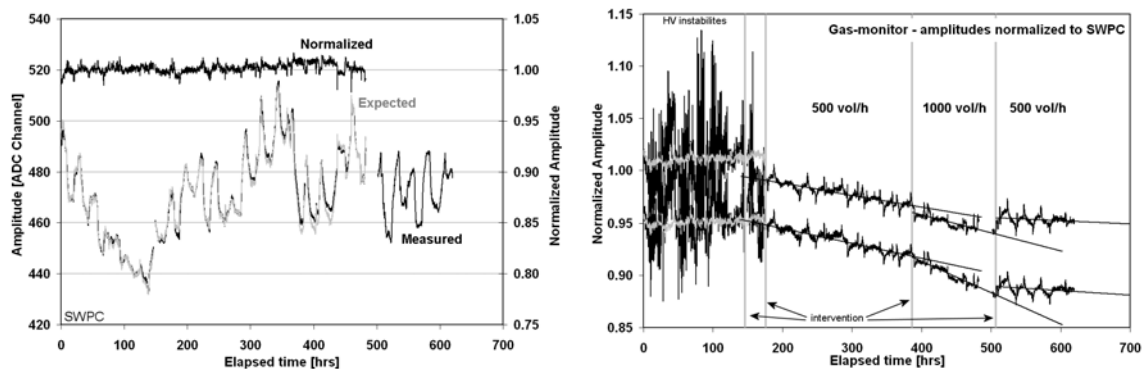 540
520
500
480
460
440
420
Amplitude [ADC Channel]
1.05
1.00
0.95
0.90
0.85
0.80
0.75
Normalized Amplitude
Normalized
Expected
Measured
SWPC
0 100 200 300 400 500 600 700
Elapsed time [hrs]
HV instabilites
Gas-monitor - amplitudes normalized to SWPC
500 vol/h 1000 vol/h 500 vol/h
1.15
1.10
1.05
1.00
0.95
0.90
0.85
Normalized Amplitude
intervention
0 100 200 300 400 500 600 700
Elapsed time [hrs]